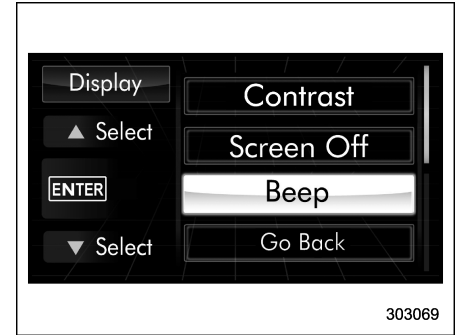 Display
▲ Select
ENTER
▼ Select
Contrast
Screen Off
Beep
Go Back
303069